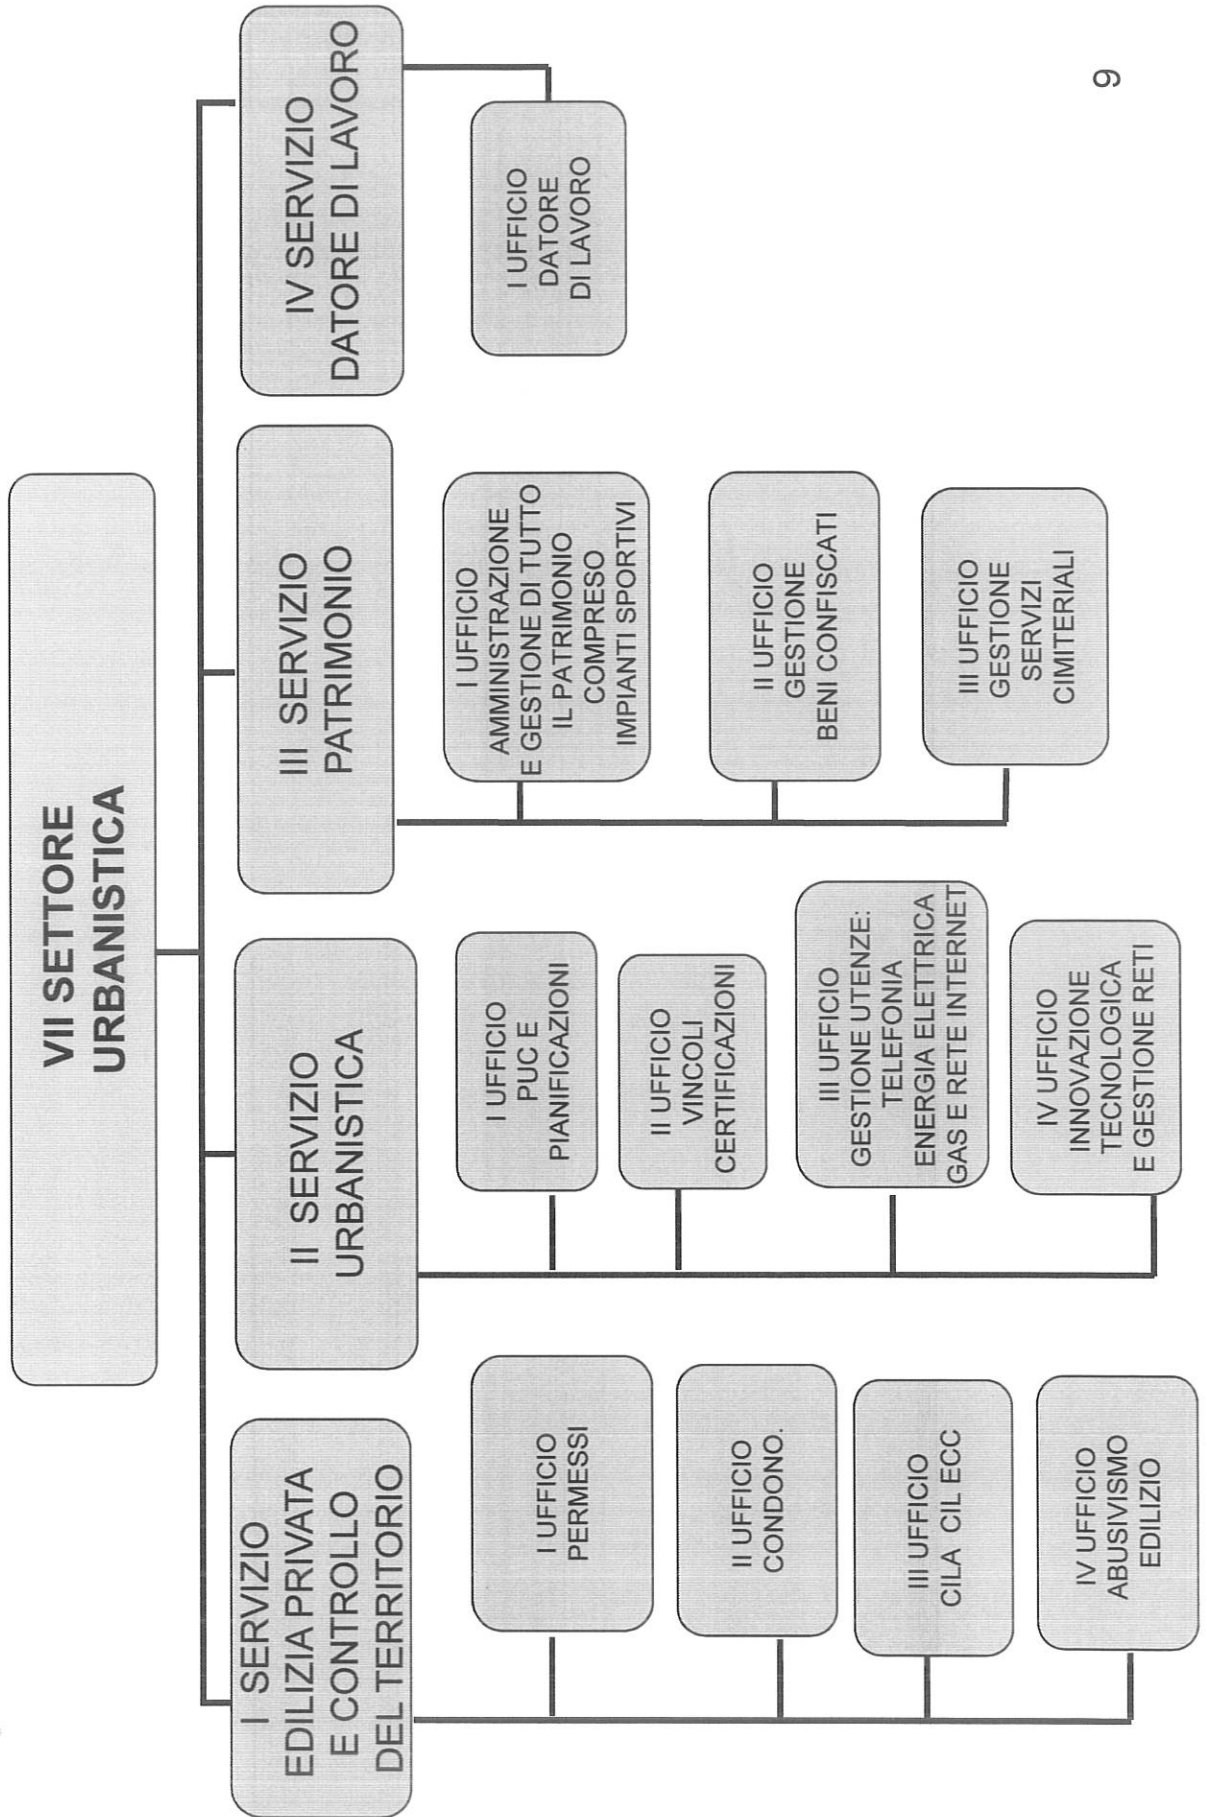 VII SETTORE
URBANISTICA
I SERVIZIO
EDILIZIA PRIVATA
E CONTROLLO
DEL TERRITORIO
I UFFICIO
PERMESSI
II UFFICIO
CONDONO.
III UFFICIO
CILA CIL ECC
IV UFFICIO
ABUSIVISMO
EDILIZIO
II SERVIZIO
URBANISTICA
I UFFICIO
PUC E
PIANIFICAZIONI
II UFFICIO
VINCOLI
CERTIFICAZIONI
III UFFICIO
GESTIONE UTENZE:
TELEFONIA
ENERGIA ELETTRICA
GAS E RETE INTERNET
IV UFFICIO
INNOVAZIONE
TECNOLOGICA
E GESTIONE RETI
III SERVIZIO
PATRIMONIO
I UFFICIO
AMMINISTRAZIONE
E GESTIONE DI TUTTO
IL PATRIMONIO
COMPRESO
IMPIANTI SPORTIVI
II UFFICIO
GESTIONE
BENI CONFISCATI
III UFFICIO
GESTIONE
SERVIZI
CIMITERIALI
IV SERVIZIO
DATORE DI LAVORO
I UFFICIO
DATORE
DI LAVORO
9